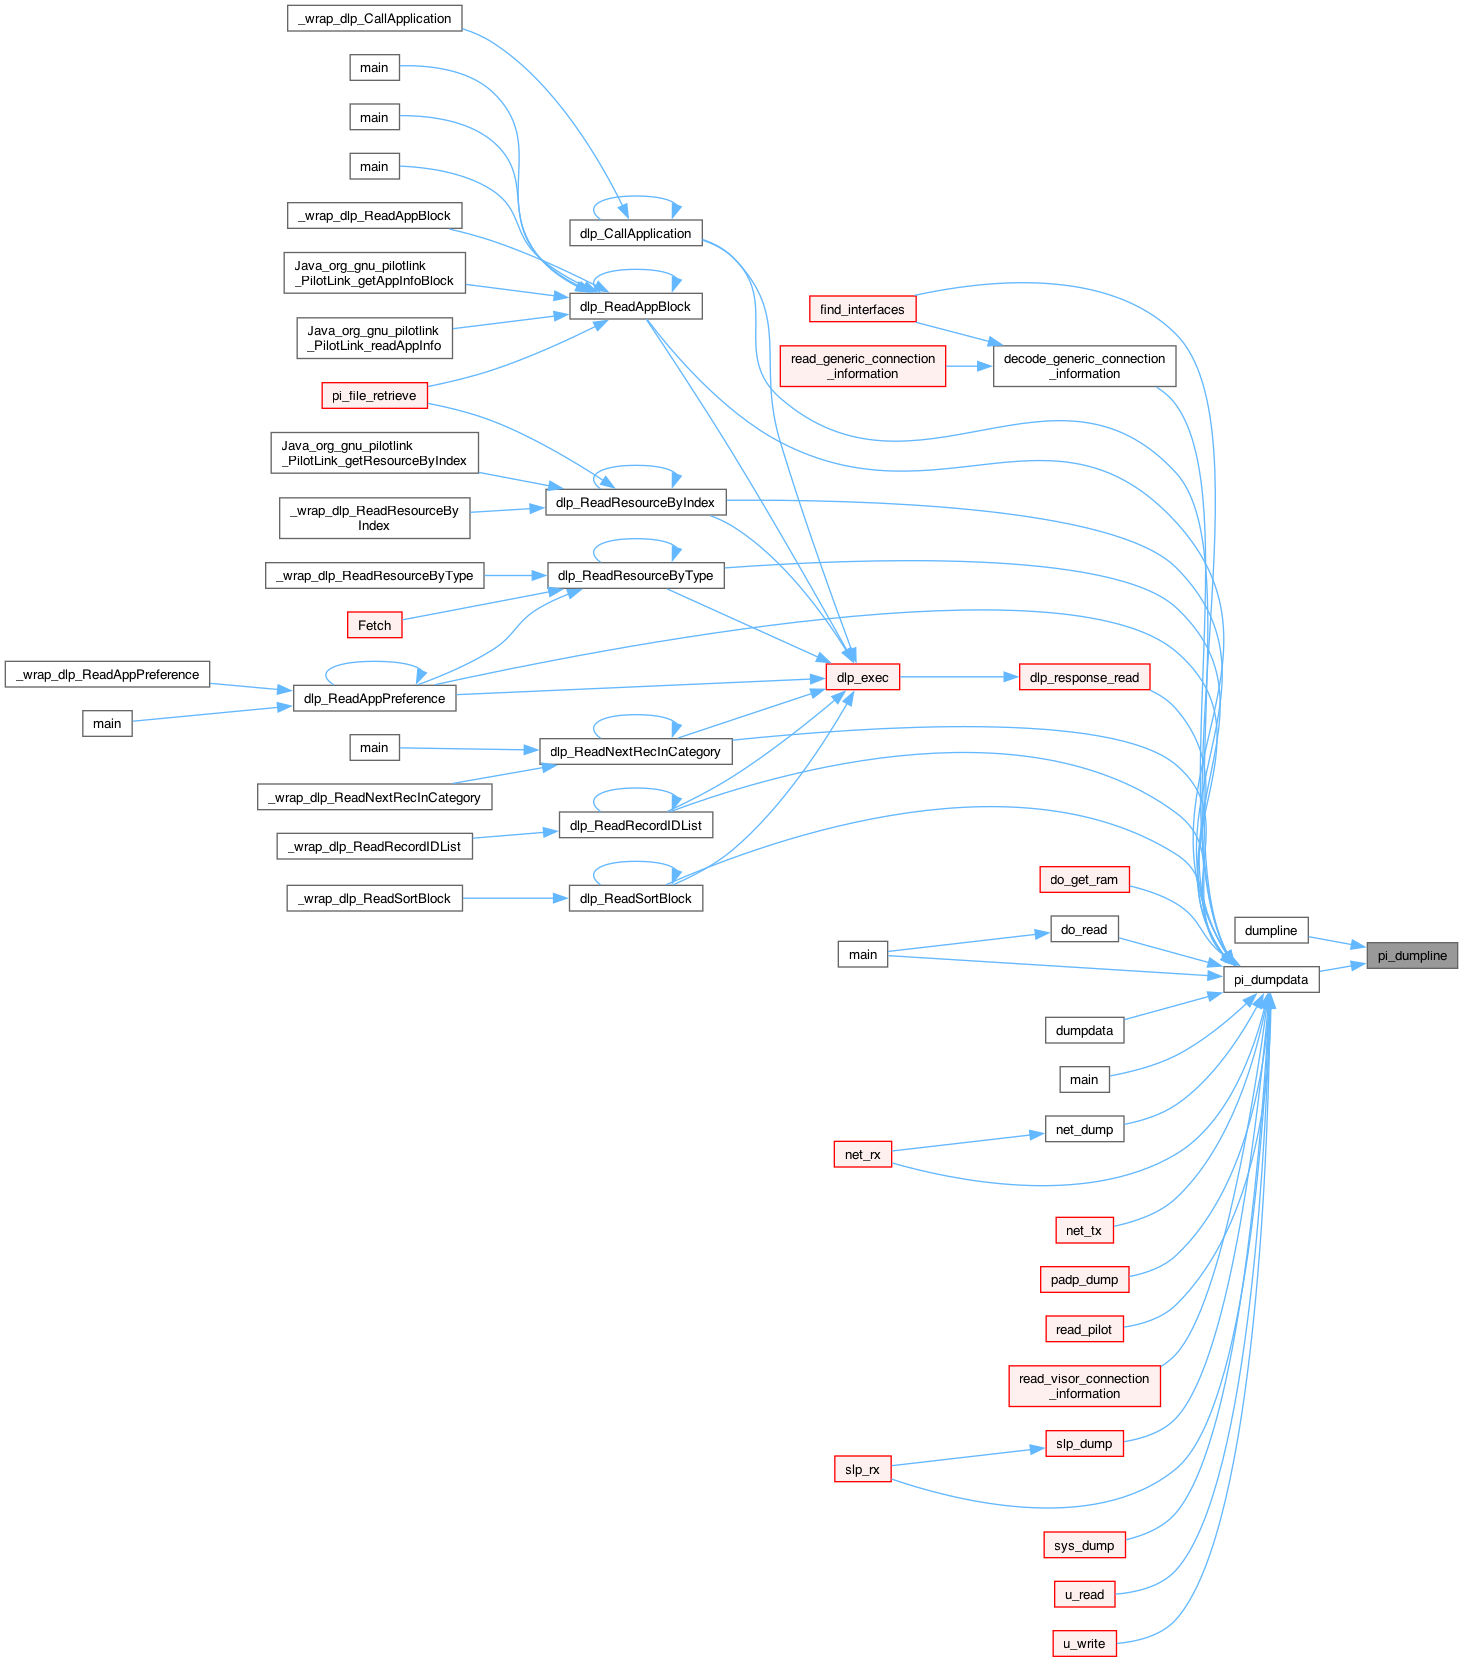 _wrap_dlp_CallApplication
main
main
main
_wrap_dlp_ReadAppBlock
dlp_CallApplication
Java_org_gnu_pilotlink
_PilotLink_getAppInfoBlock
dlp_ReadAppBlock
find_interfaces
Java_org_gnu_pilotlink
_PilotLink_readAppInfo
read_generic_connection
_information
decode_generic_connection
_information
pi_file_retrieve
Java_org_gnu_pilotlink
_PilotLink_getResourceByIndex
dlp_ReadResourceByIndex
_wrap_dlp_ReadResourceBy
Index
_wrap_dlp_ReadResourceByType
dlp_ReadResourceByType
Fetch
_wrap_dlp_ReadAppPreference
dlp_exec
dlp_response_read
dlp_ReadAppPreference
main
main
dlp_ReadNextRecInCategory
_wrap_dlp_ReadNextRecInCategory
dlp_ReadRecordIDList
_wrap_dlp_ReadRecordIDList
do_get_ram
_wrap_dlp_ReadSortBlock
dlp_ReadSortBlock
do_read
dumpline
main
pi_dumpline
pi_dumpdata
dumpdata
main
net_dump
net_rx
net_tx
padp_dump
read_pilot
read_visor_connection
_information
slp_dump
slp_rx
sys_dump
u_read
u_write